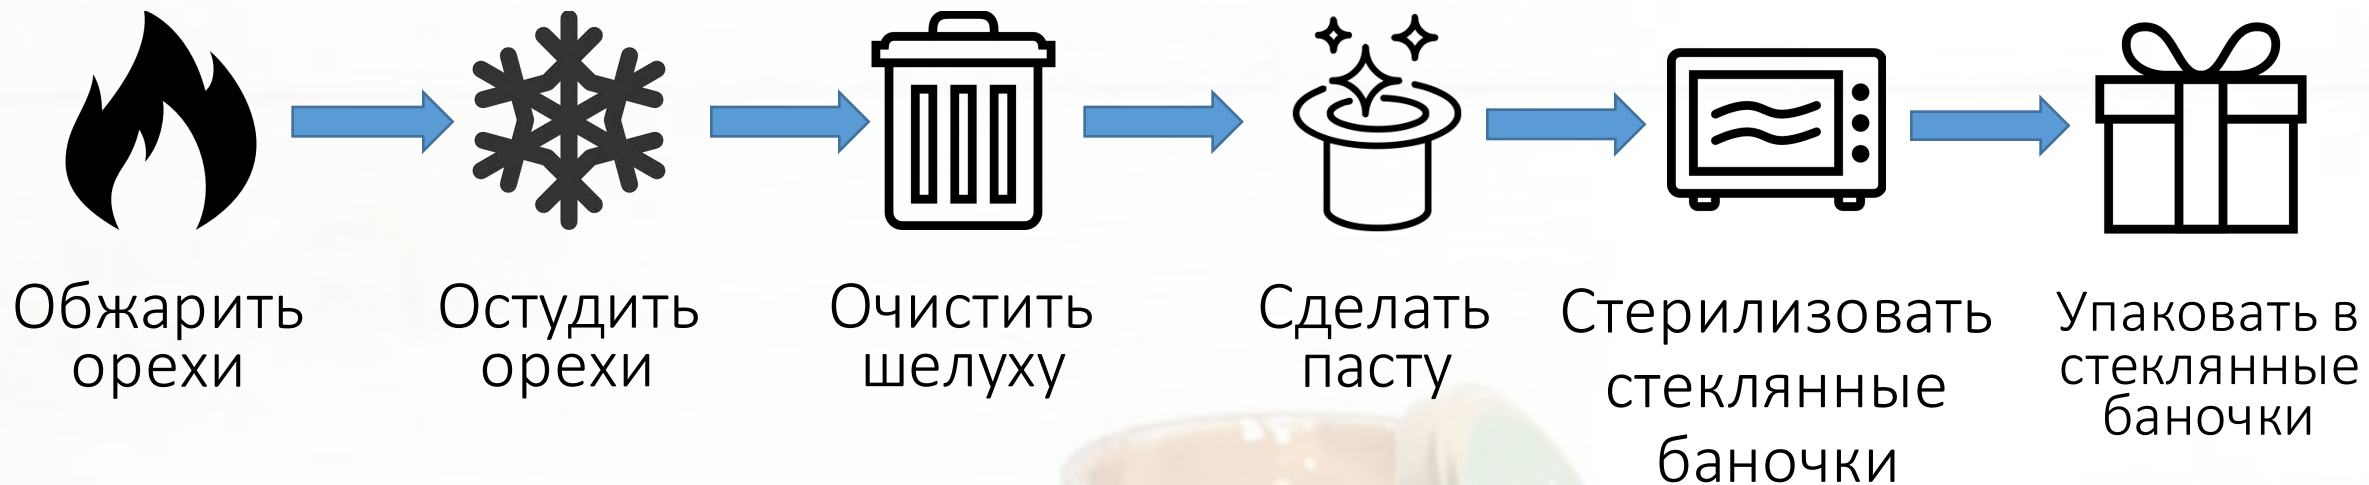 Обжарить
орехи
Остудить
орехи
Очистить
шелуху
Сделать
пасту
Стерилизовать
стеклянные
баночки
Упаковать в
стеклянные
баночки